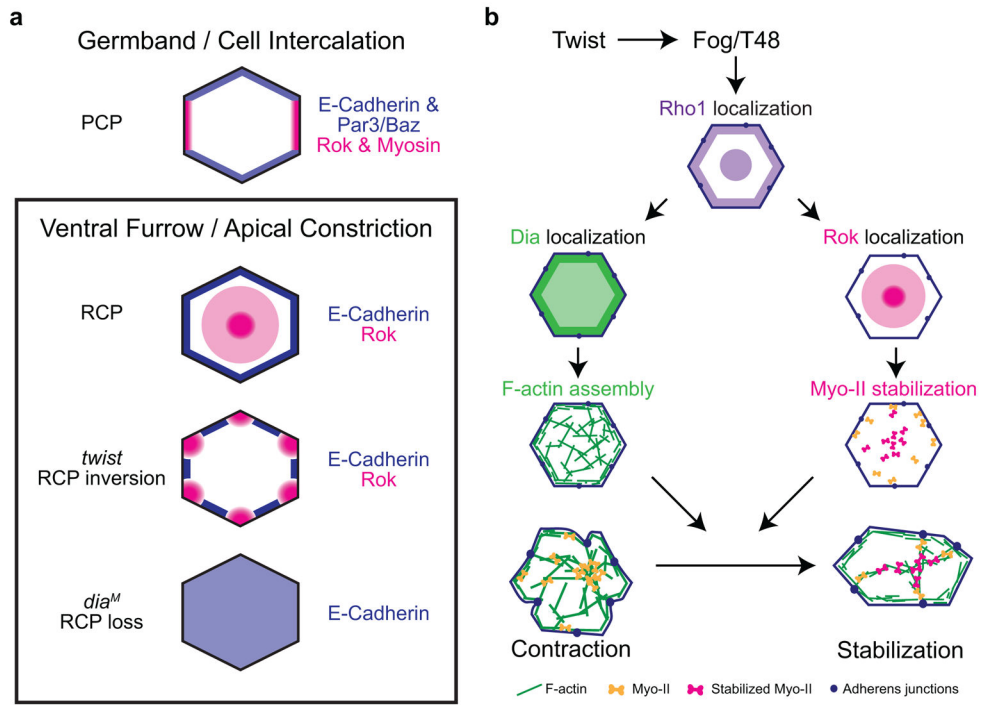 a
Germband / Cell Intercalation
PCP
E-Cadherin &
Par3/Baz
Rok & Myosin
Ventral Furrow / Apical Constriction
RCP
E-Cadherin
Rok
twist
RCP inversion
E-Cadherin
Rok
diaM
RCP loss
E-Cadherin
b
Twist
Fog/T48
Rho1 localization
Dia localization
Rok localization
F-actin assembly
Myo-II stabilization
Contraction
Stabilization
F-actin
Myo-II
Stabilized Myo-II
Adherens junctions